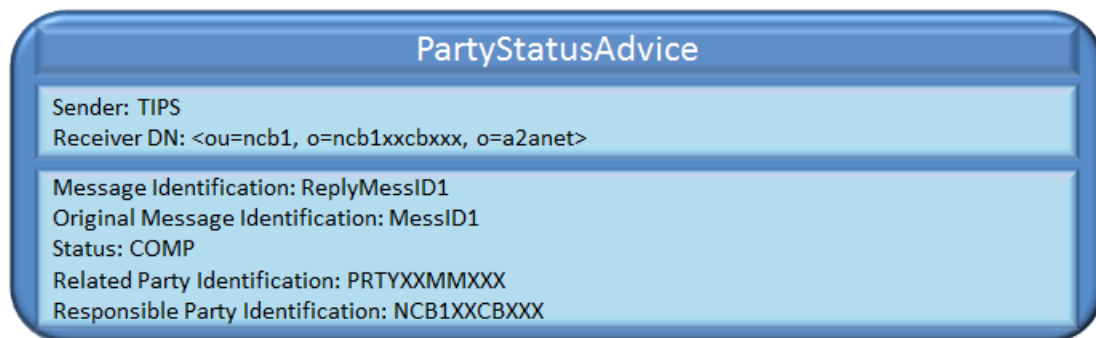 PartyStatusAdvice
Sender: TIPS
Receiver DN: <ou=ncb1, o=ncb1xxcbxxx, o=a2anet>
Message Identification: ReplyMessID1
Original Message Identification: MessID1
Status: COMP
Related Party Identification: PRTYXXMMXXX
Responsible Party Identification: NCB1XXCBXXX